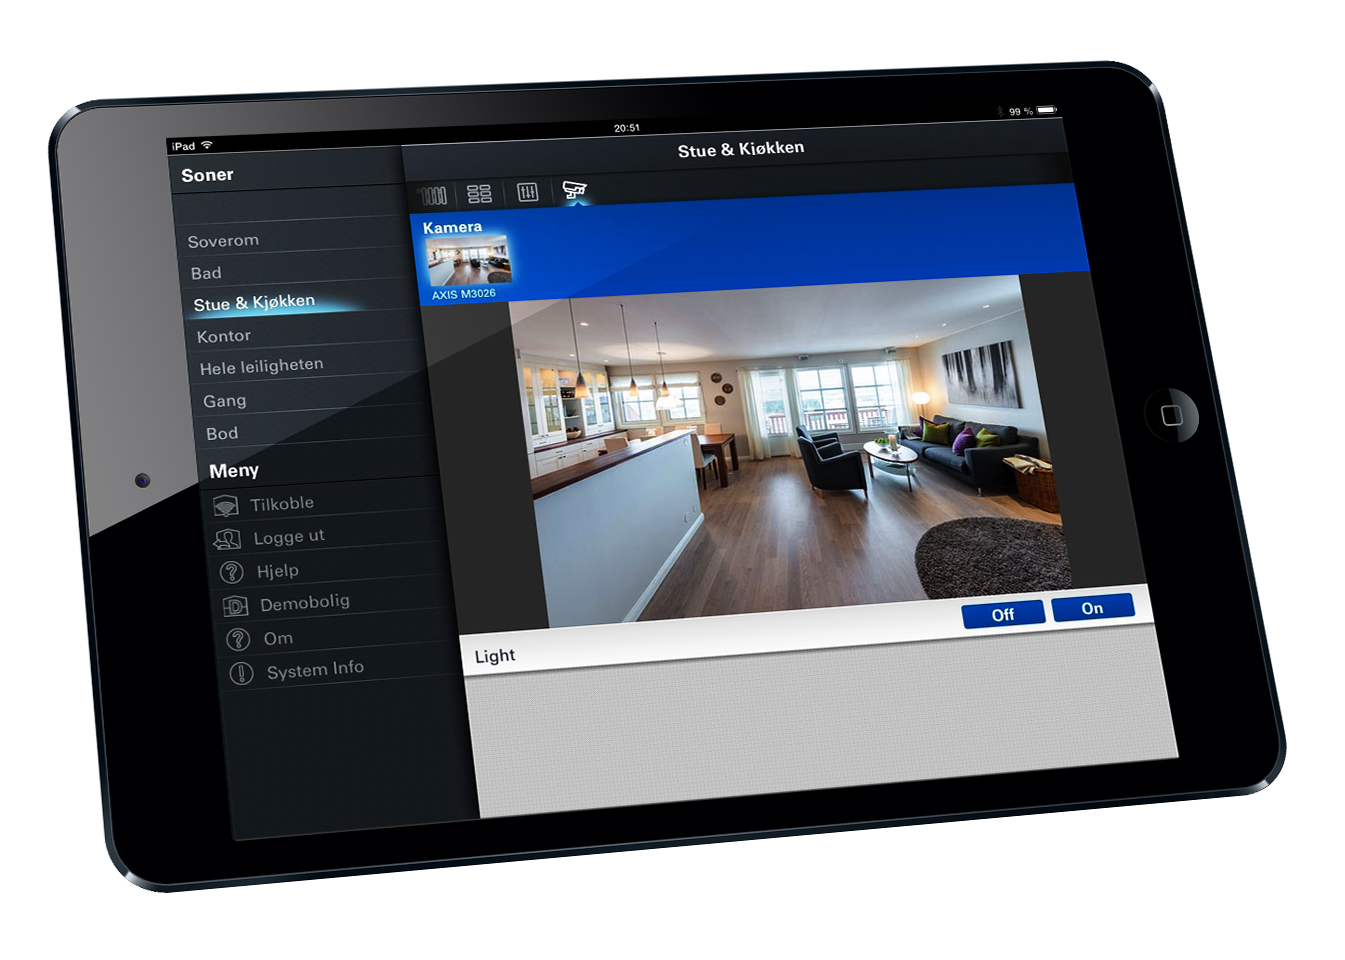 iPad
20:51
99 %
Soner
Soverom
Bad
Stue & Kjøkken
Kontor
Hele leiligheten
Gang
Bod
Meny
Tilkoble
Logge ut
Hjelp
Demobolig
Om
System Info
Stue & Kjøkken
Kamera
AXIS M3026
Light
Off
On